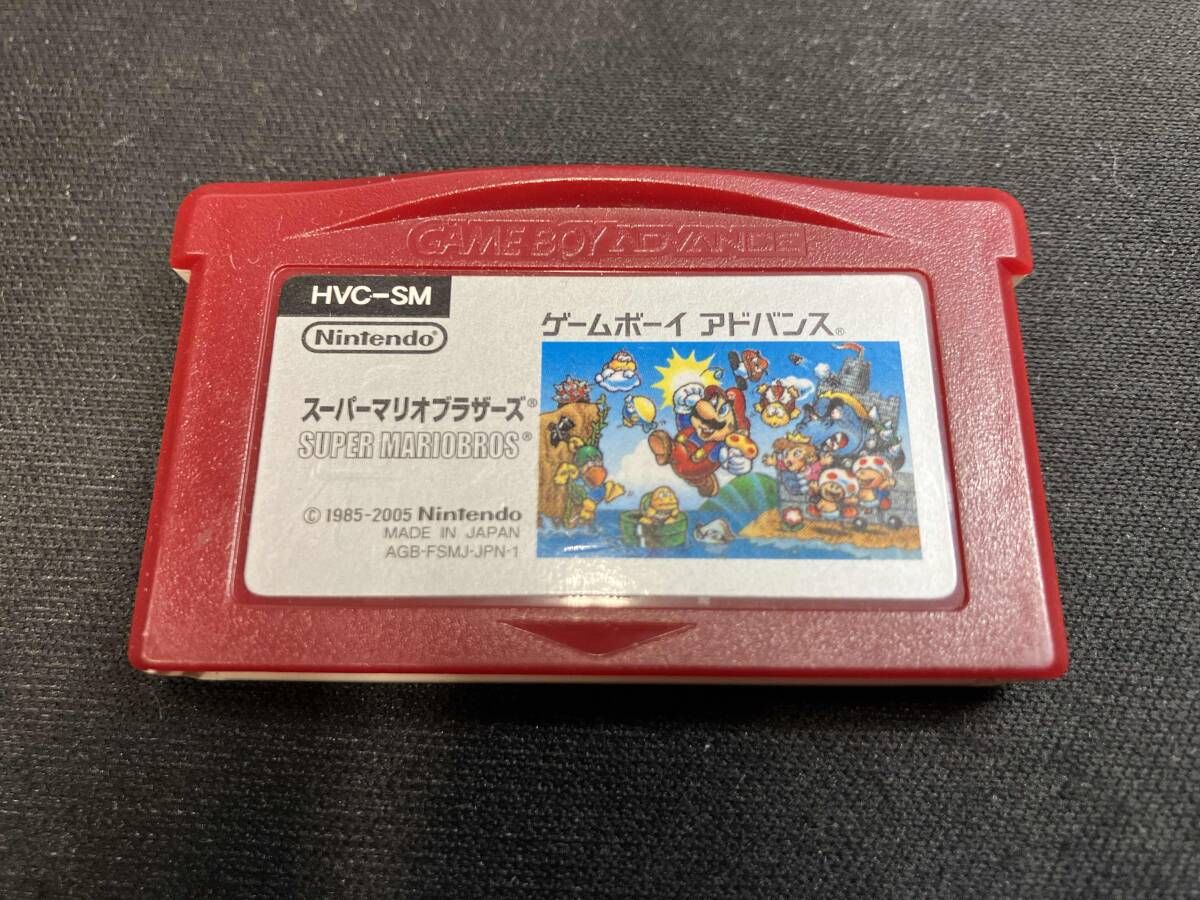 GAME BOY ADVANCE
HVC-SM
Nintendo®
ゲームボーイ アドバンス®
スーパーマリオブラザーズ®
SUPER MARIOBROS®
© 1985-2005 Nintendo
MADE IN JAPAN
AGB-FSMJ-JPN-1